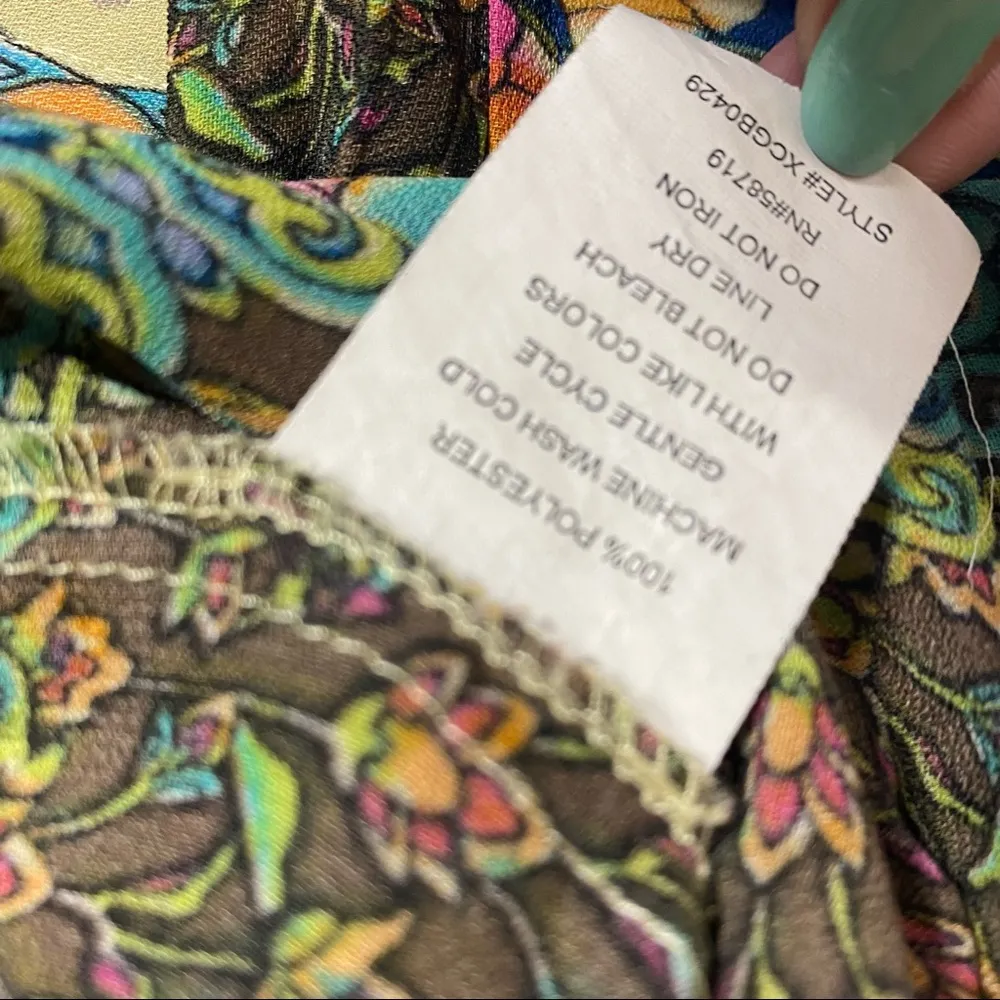 100% POLYESTER
MACHINE WASH COLD
GENTLE CYCLE
WITH LIKE COLORS
DO NOT BLEACH
LINE DRY
DO NOT IRON
RN#58719
STYLE# XCGB0429